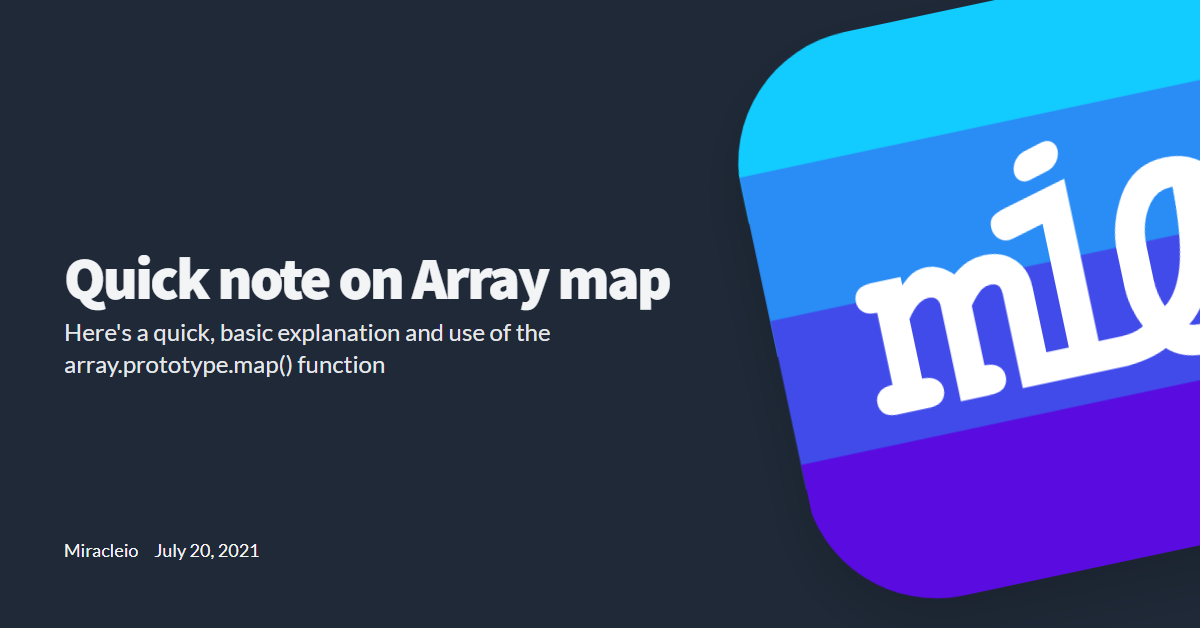 Quick note on Array map
Here's a quick, basic explanation and use of the
array.prototype.map() function
Miracleio July 20, 2021